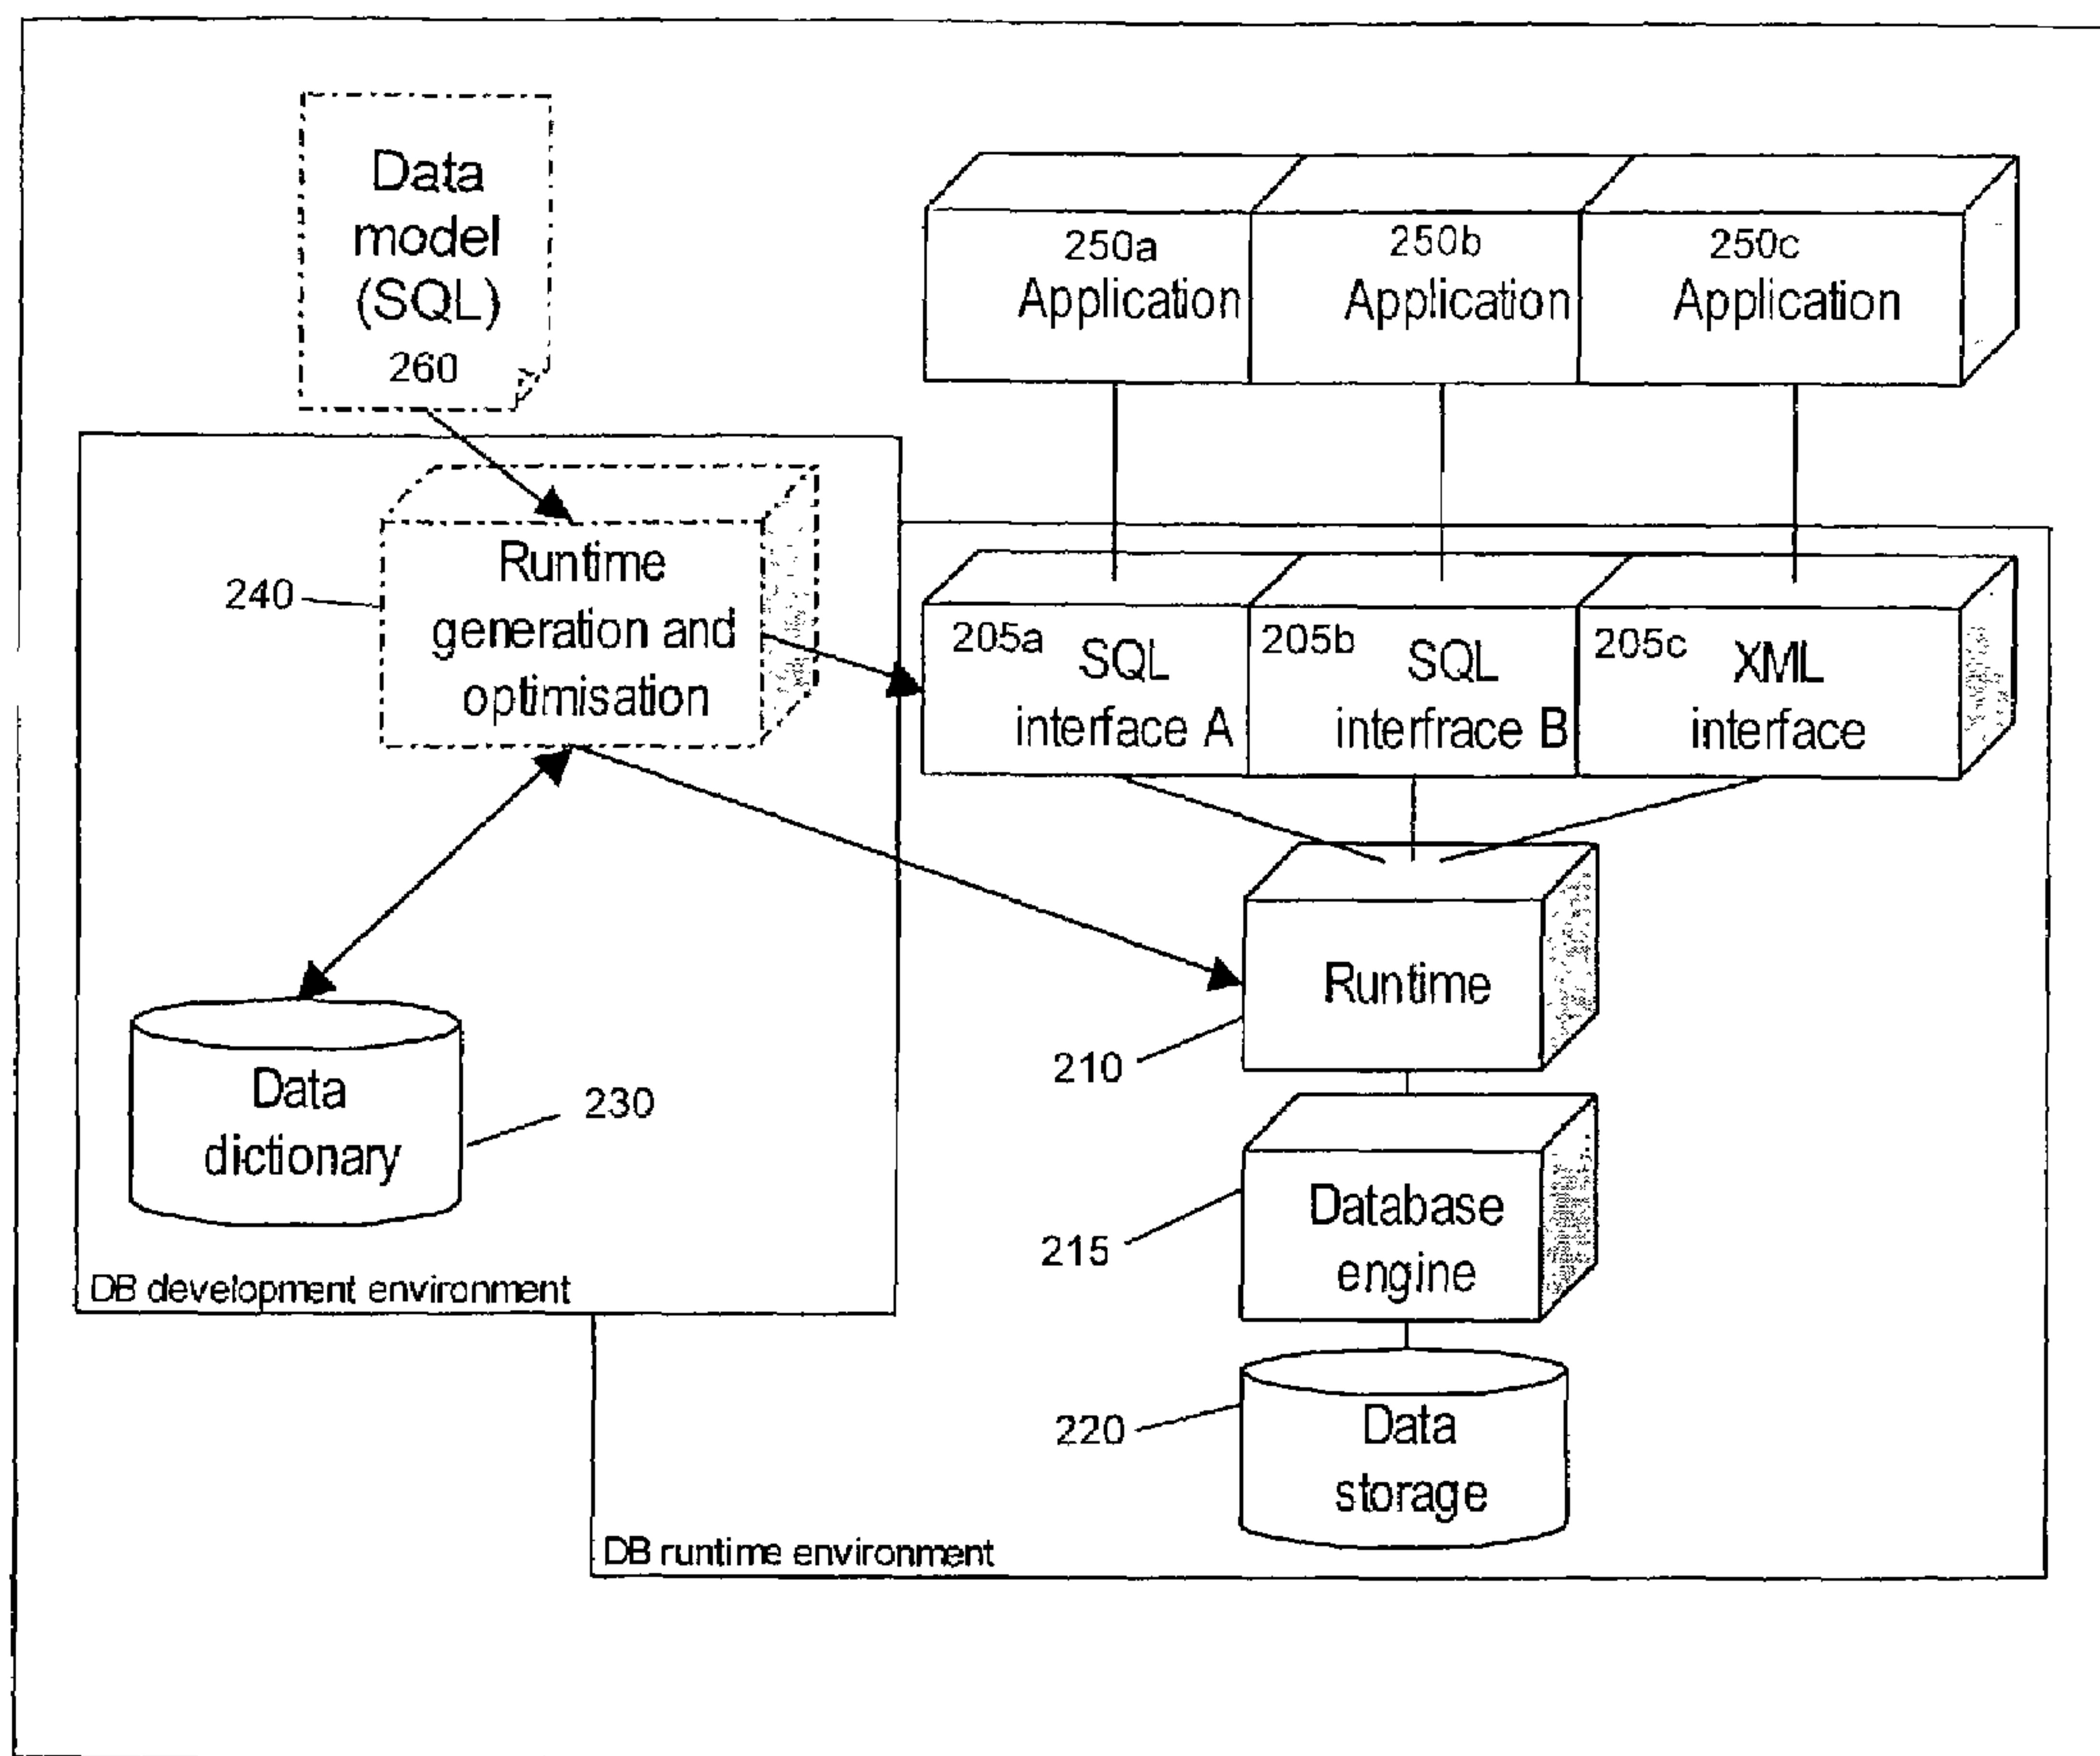 Data
model
(SQL)
260
250a
Application
250b
Application
250c
Application
240
Runtime
generation and
optimisation
205a
SQL
interface A
205b
SQL
interfrace B
205c
XML
interface
Runtime
210
Data
dictionary
230
Database
engine
215
DB development environment
220
Data
storage
DB runtime environment